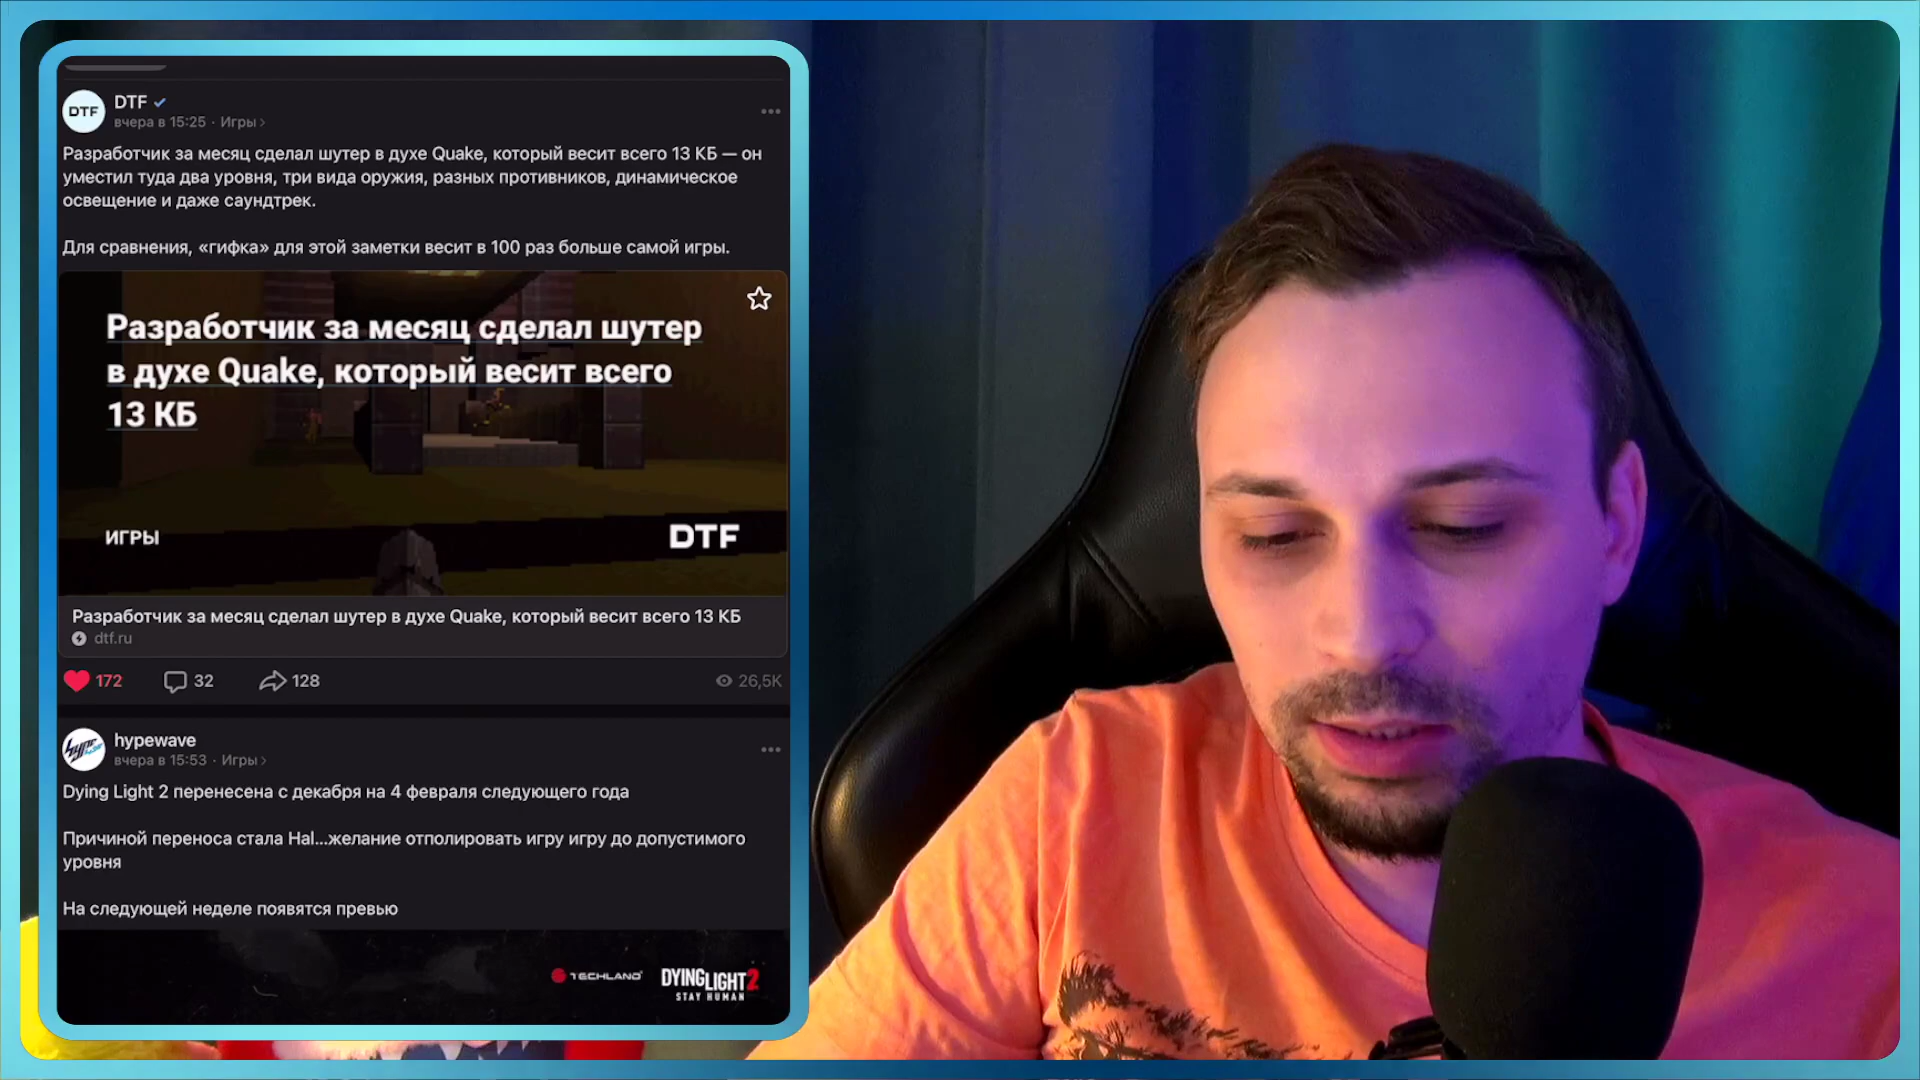 DTF
DTF
вчера в 15:25 · Игры ›
Разработчик за месяц сделал шутер в духе Quake, который весит всего 13 КБ — он
уместил туда два уровня, три вида оружия, разных противников, динамическое
освещение и даже саундтрек.
Для сравнения, «гифка» для этой заметки весит в 100 раз больше самой игры.
Разработчик за месяц сделал шутер
в духе Quake, который весит всего
13 КБ
ИГРЫ
DTF
Разработчик за месяц сделал шутер в духе Quake, который весит всего 13 КБ
dtf.ru
172 32 128 26,5K
hype
hypewave
вчера в 15:53 · Игры ›
Dying Light 2 перенесена с декабря на 4 февраля следующего года
Причиной переноса стала Hal...желание отполировать игру игру до допустимого
уровня
На следующей неделе появятся превью
TECHLAND
DYING LIGHT 2
STAY HUMAN